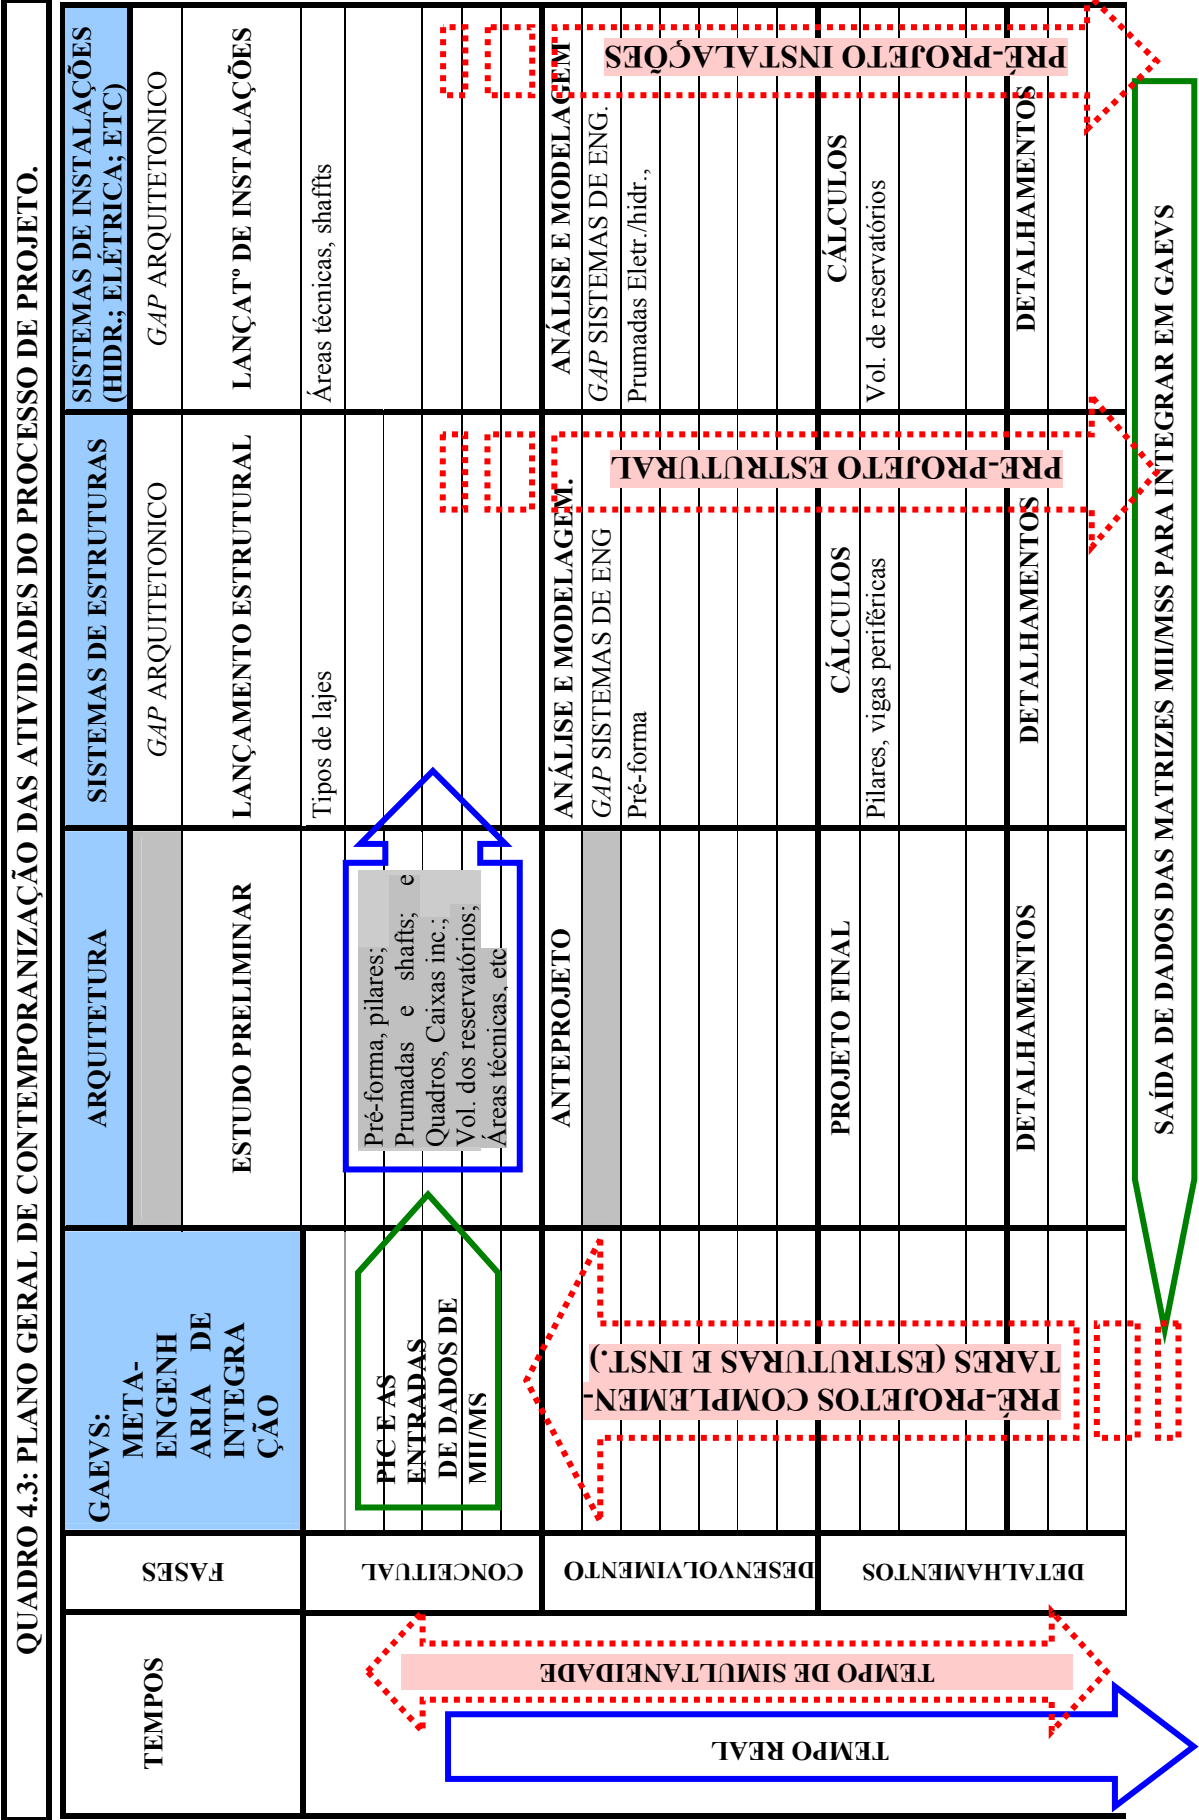 QUADRO 4.3: PLANO GERAL DE CONTEMPORANIZAÇÃO DAS ATIVIDADES DO PROCESSO DE PROJETO.
TEMPOS
FASES
GAEVS:
META-
ENGENH
ARIA DE
INTEGRA
ÇÃO
ARQUITETURA
SISTEMAS DE ESTRUTURAS
SISTEMAS DE INSTALAÇÕES
(HIDR.; ELÉTRICA; ETC)
GAP ARQUITETONICO
GAP ARQUITETONICO
ESTUDO PRELIMINAR
LANÇAMENTO ESTRUTURAL
LANÇATº DE INSTALAÇÕES
CONCEITUAL
Tipos de lajes
Áreas técnicas, shaffts
PIC E AS
ENTRADAS
DE DADOS DE
MII/MS
Pré-forma, pilares;
Prumadas e shafts; e
Quadros, Caixas inc.;
Vol. dos reservatórios;
Áreas técnicas, etc
DESENVOLVIMENTO
ANTEPROJETO
ANÁLISE E MODELAGEM.
ANÁLISE E MODELAGEM
GAP SISTEMAS DE ENG
GAP SISTEMAS DE ENG.
Pré-forma
Prumadas Eletr./hidr.,
DETALHAMENTOS
PROJETO FINAL
CÁLCULOS
CÁLCULOS
Pilares, vigas periféricas
Vol. de reservatórios
DETALHAMENTOS
DETALHAMENTOS
DETALHAMENTOS
TEMPO DE SIMULTANEIDADE
TEMPO REAL
PRÉ-PROJETOS COMPLEMEN-
TARES (ESTRUTURAS E INST.)
PRE-PROJETO ESTRUTURAL
PRÉ-PROJETO INSTALAÇÕES
SAÍDA DE DADOS DAS MATRIZES MII/MSS PARA INTEGRAR EM GAEVS